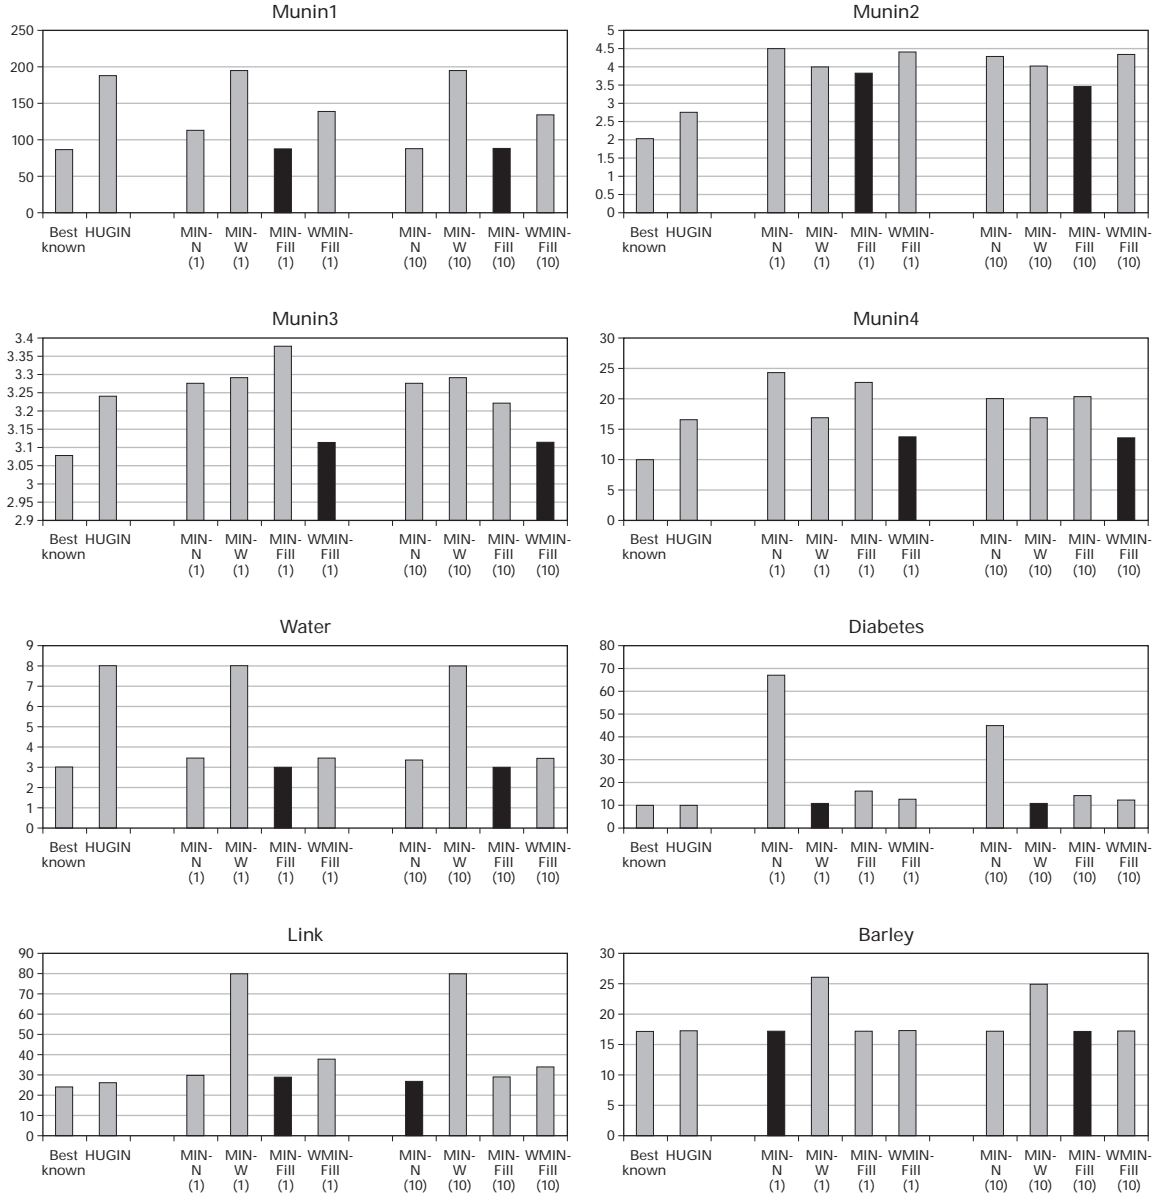 Munin1
250
200
150
100
50
0
Best HUGIN MIN- MIN- MIN- WMIN- MIN- MIN- MIN- WMIN-
known N W Fill Fill N W Fill Fill
(1) (1) (1) (1) (10) (10) (10) (10)
Munin2
5
4.5
4
3.5
3
2.5
2
1.5
1
0.5
0
Best HUGIN MIN- MIN- MIN- WMIN- MIN- MIN- MIN- WMIN-
known N W Fill Fill N W Fill Fill
(1) (1) (1) (1) (10) (10) (10) (10)
Munin3
3.4
3.35
3.3
3.25
3.2
3.15
3.1
3.05
3
2.95
2.9
Best HUGIN MIN- MIN- MIN- WMIN- MIN- MIN- MIN- WMIN-
known N W Fill Fill N W Fill Fill
(1) (1) (1) (1) (10) (10) (10) (10)
Munin4
30
25
20
15
10
5
0
Best HUGIN MIN- MIN- MIN- WMIN- MIN- MIN- MIN- WMIN-
known N W Fill Fill N W Fill Fill
(1) (1) (1) (1) (10) (10) (10) (10)
Water
9
8
7
6
5
4
3
2
1
0
Best HUGIN MIN- MIN- MIN- WMIN- MIN- MIN- MIN- WMIN-
known N W Fill Fill N W Fill Fill
(1) (1) (1) (1) (10) (10) (10) (10)
Diabetes
80
70
60
50
40
30
20
10
0
Best HUGIN MIN- MIN- MIN- WMIN- MIN- MIN- MIN- WMIN-
known N W Fill Fill N W Fill Fill
(1) (1) (1) (1) (10) (10) (10) (10)
Link
90
80
70
60
50
40
30
20
10
0
Best HUGIN MIN- MIN- MIN- WMIN- MIN- MIN- MIN- WMIN-
known N W Fill Fill N W Fill Fill
(1) (1) (1) (1) (10) (10) (10) (10)
Barley
30
25
20
15
10
5
0
Best HUGIN MIN- MIN- MIN- WMIN- MIN- MIN- MIN- WMIN-
known N W Fill Fill N W Fill Fill
(1) (1) (1) (1) (10) (10) (10) (10)